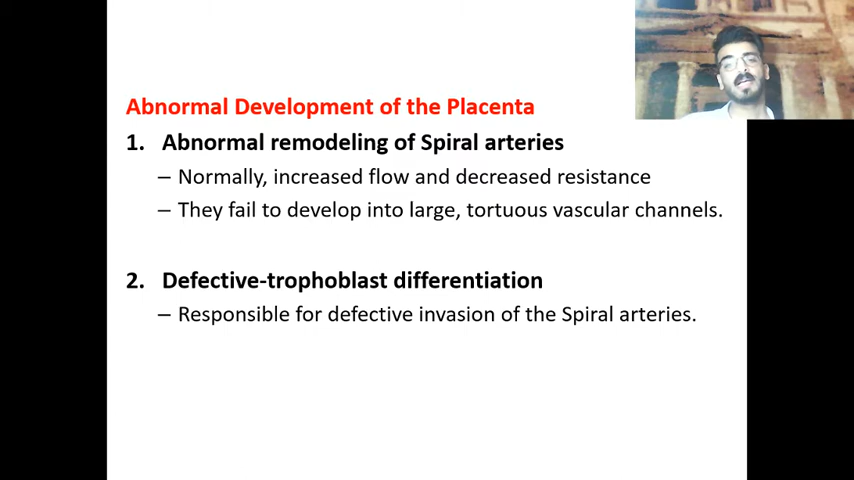 Abnormal Development of the Placenta
1. Abnormal remodeling of Spiral arteries
– Normally, increased flow and decreased resistance
– They fail to develop into large, tortuous vascular channels.
2. Defective-trophoblast differentiation
– Responsible for defective invasion of the Spiral arteries.